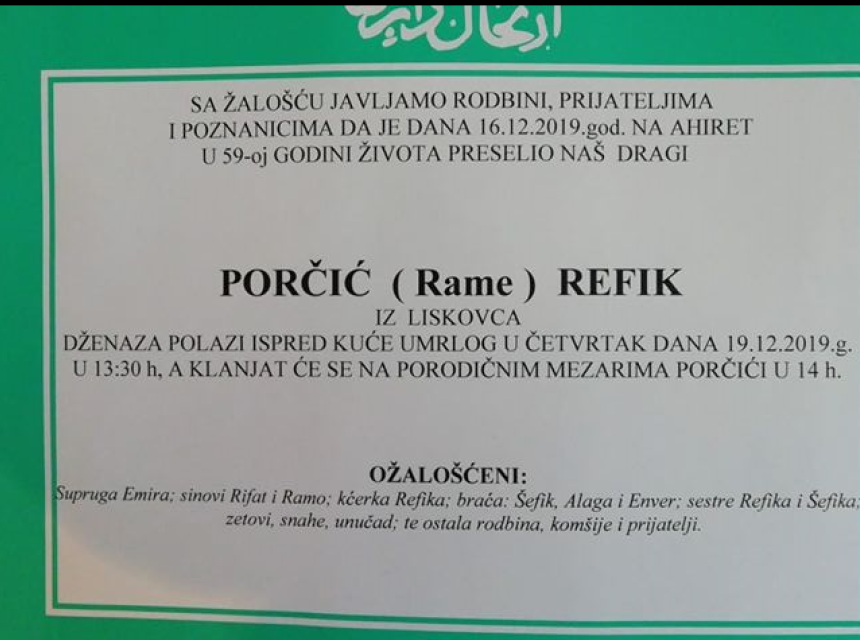 SA ŽALOŠĆU JAVLJAMO RODBINI, PRIJATELJIMA
I POZNANICIMA DA JE DANA 16.12.2019.god. NA AHIRET
U 59-oj GODINI ŽIVOTA PRESELIO NAŠ DRAGI
PORČIĆ ( Rame ) REFIK
IZ LISKOVCA
DŽENAZA POLAZI ISPRED KUĆE UMRLOG U ČETVRTAK DANA 19.12.2019.g.
U 13:30 h, A KLANJAT ĆE SE NA PORODIČNIM MEZARIMA PORČIĆI U 14 h.
OŽALOŠĆENI:
Supruga Emira; sinovi Rifat i Ramo; kćerka Refika; braća: Šefik, Alaga i Enver; sestre Refika i Šefika;
zetovi, snahe, unučad; te ostala rodbina, komšije i prijatelji.